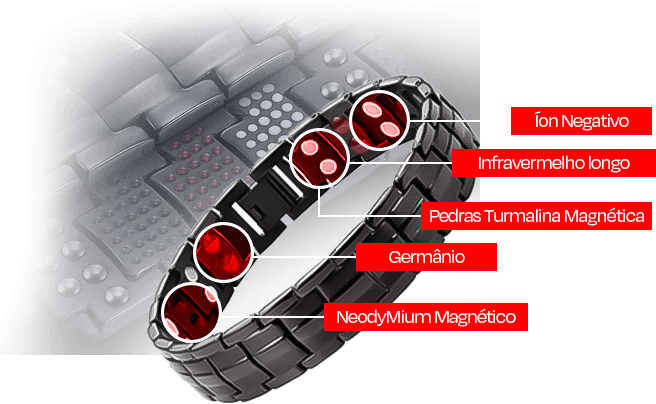 Íon Negativo
Infravermelho longo
Pedras Turmalina Magnética
Germânio
NeodyMium Magnético